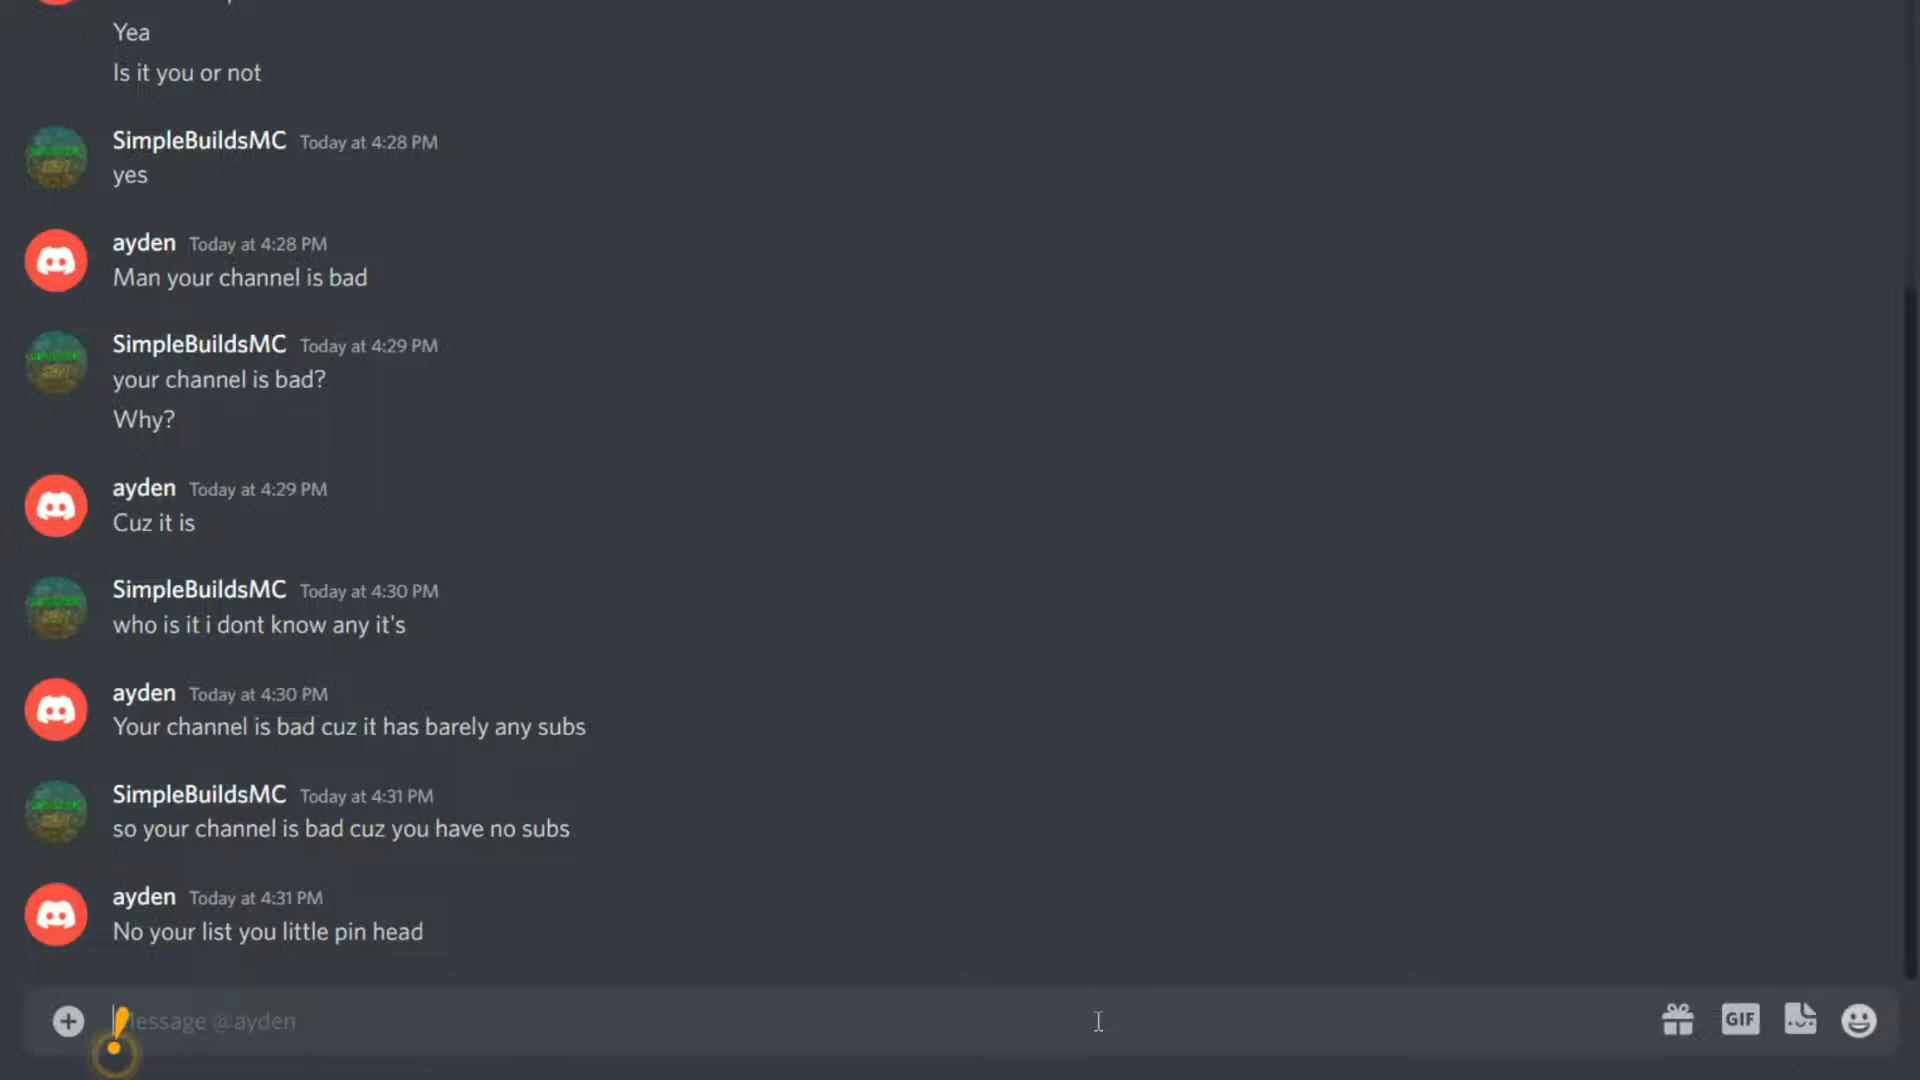 Yea
Is it you or not
SimpleBuildsMC Today at 4:28 PM
yes
ayden Today at 4:28 PM
Man your channel is bad
SimpleBuildsMC Today at 4:29 PM
your channel is bad?
Why?
ayden Today at 4:29 PM
Cuz it is
SimpleBuildsMC Today at 4:30 PM
who is it i dont know any it's
ayden Today at 4:30 PM
Your channel is bad cuz it has barely any subs
SimpleBuildsMC Today at 4:31 PM
so your channel is bad cuz you have no subs
ayden Today at 4:31 PM
No your list you little pin head
Message @ayden
GIF